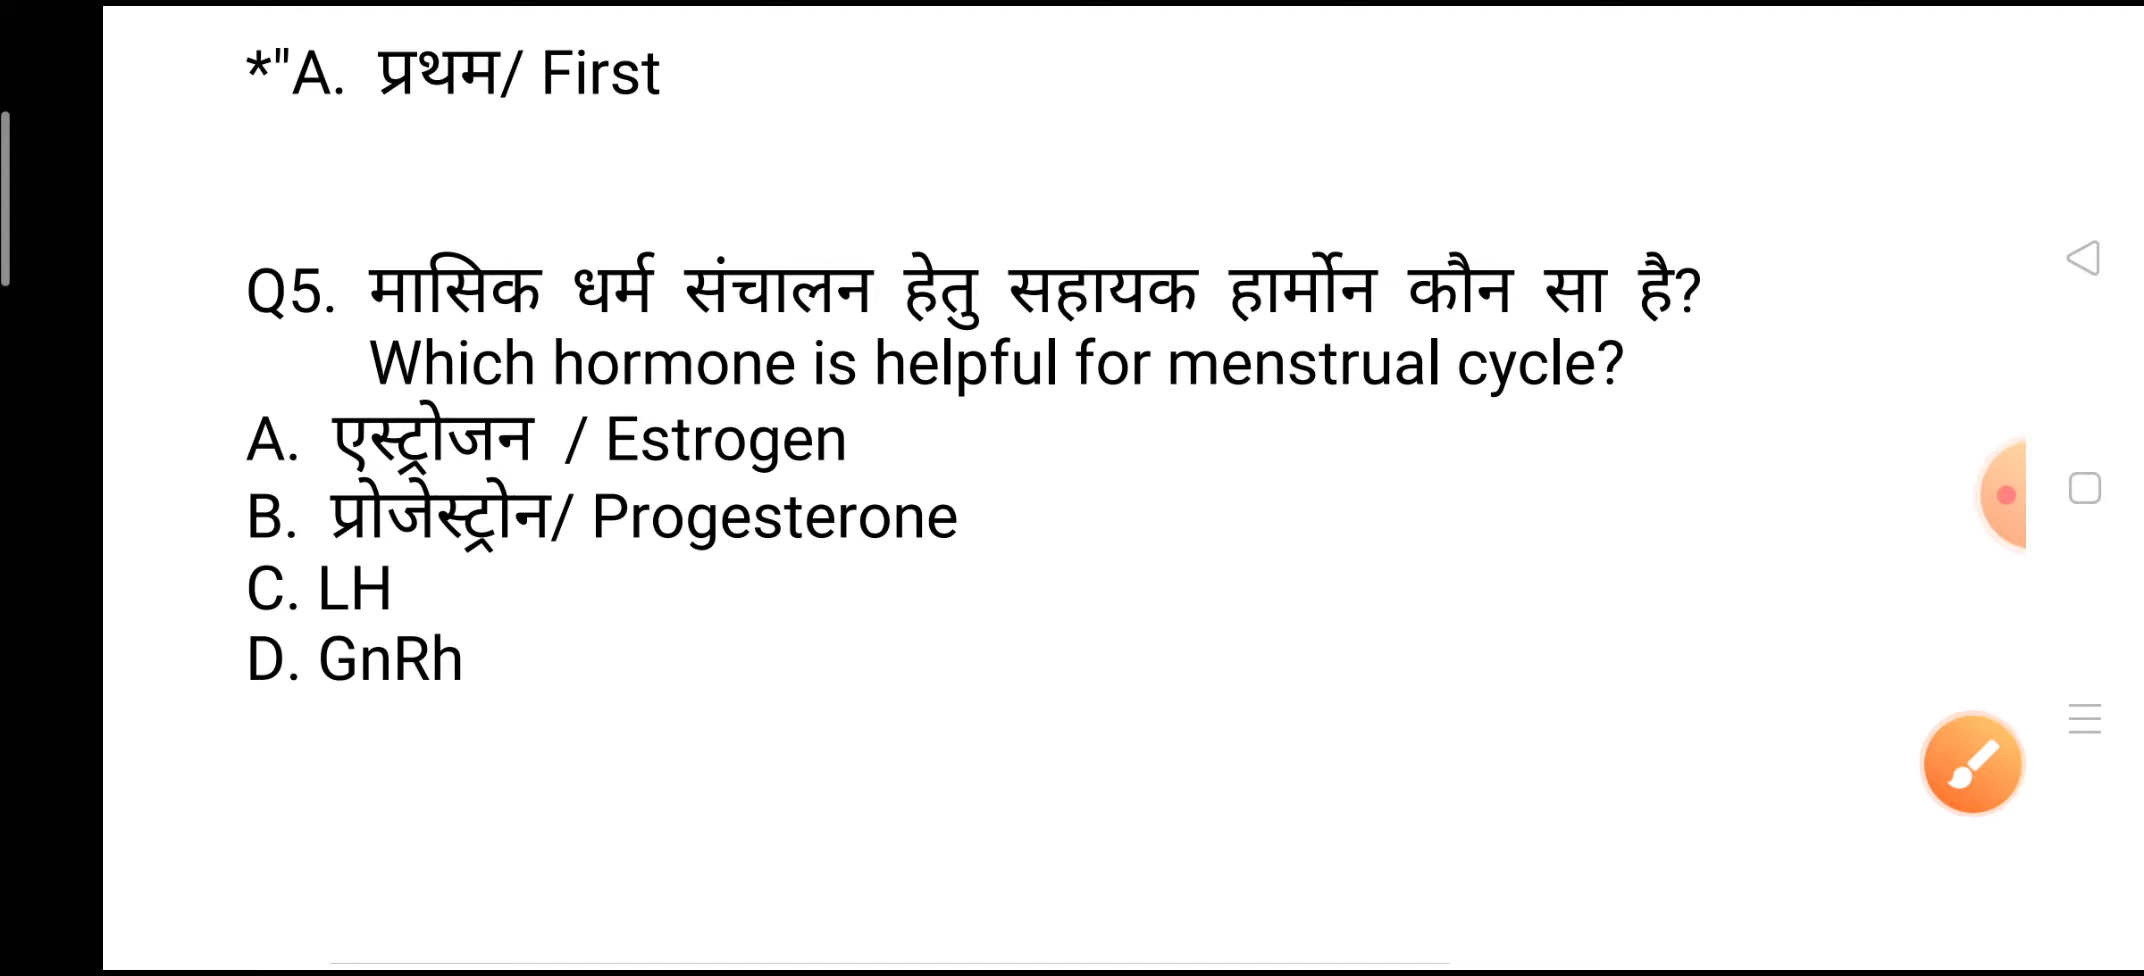 *"A. प्रथम/ First
Q5. मासिक धर्म संचालन हेतु सहायक हार्मोन कौन सा है?
Which hormone is helpful for menstrual cycle?
A. एस्ट्रोजन / Estrogen
B. प्रोजेस्ट्रोन/ Progesterone
C. LH
D. GnRh